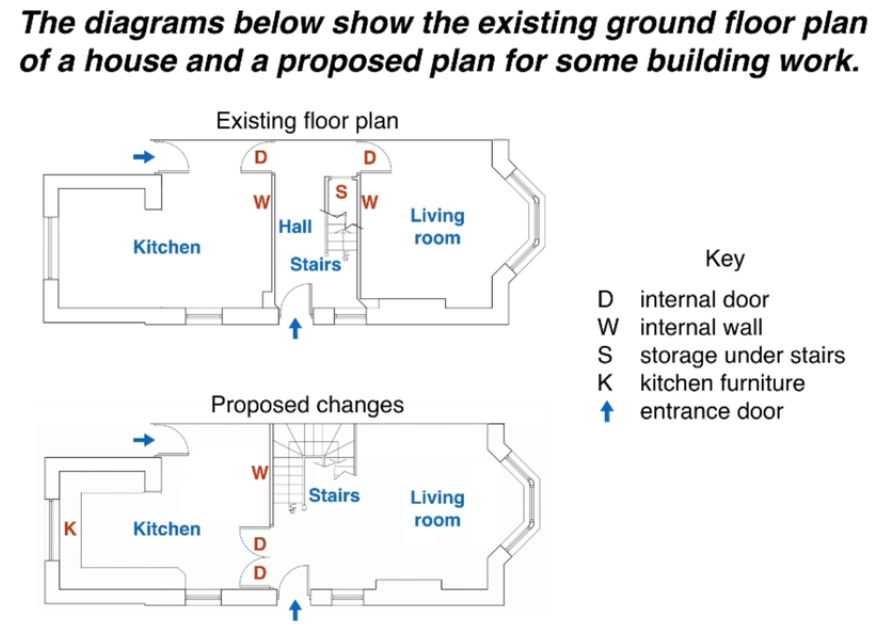 The diagrams below show the existing ground floor plan
of a house and a proposed plan for some building work.
Existing floor plan
D
D
S
W
W
Hall
Living
room
Kitchen
Stairs
up
Key
D internal door
W internal wall
S storage under stairs
K kitchen furniture
entrance door
Proposed changes
W
Stairs
Living
room
up
K
Kitchen
D
D